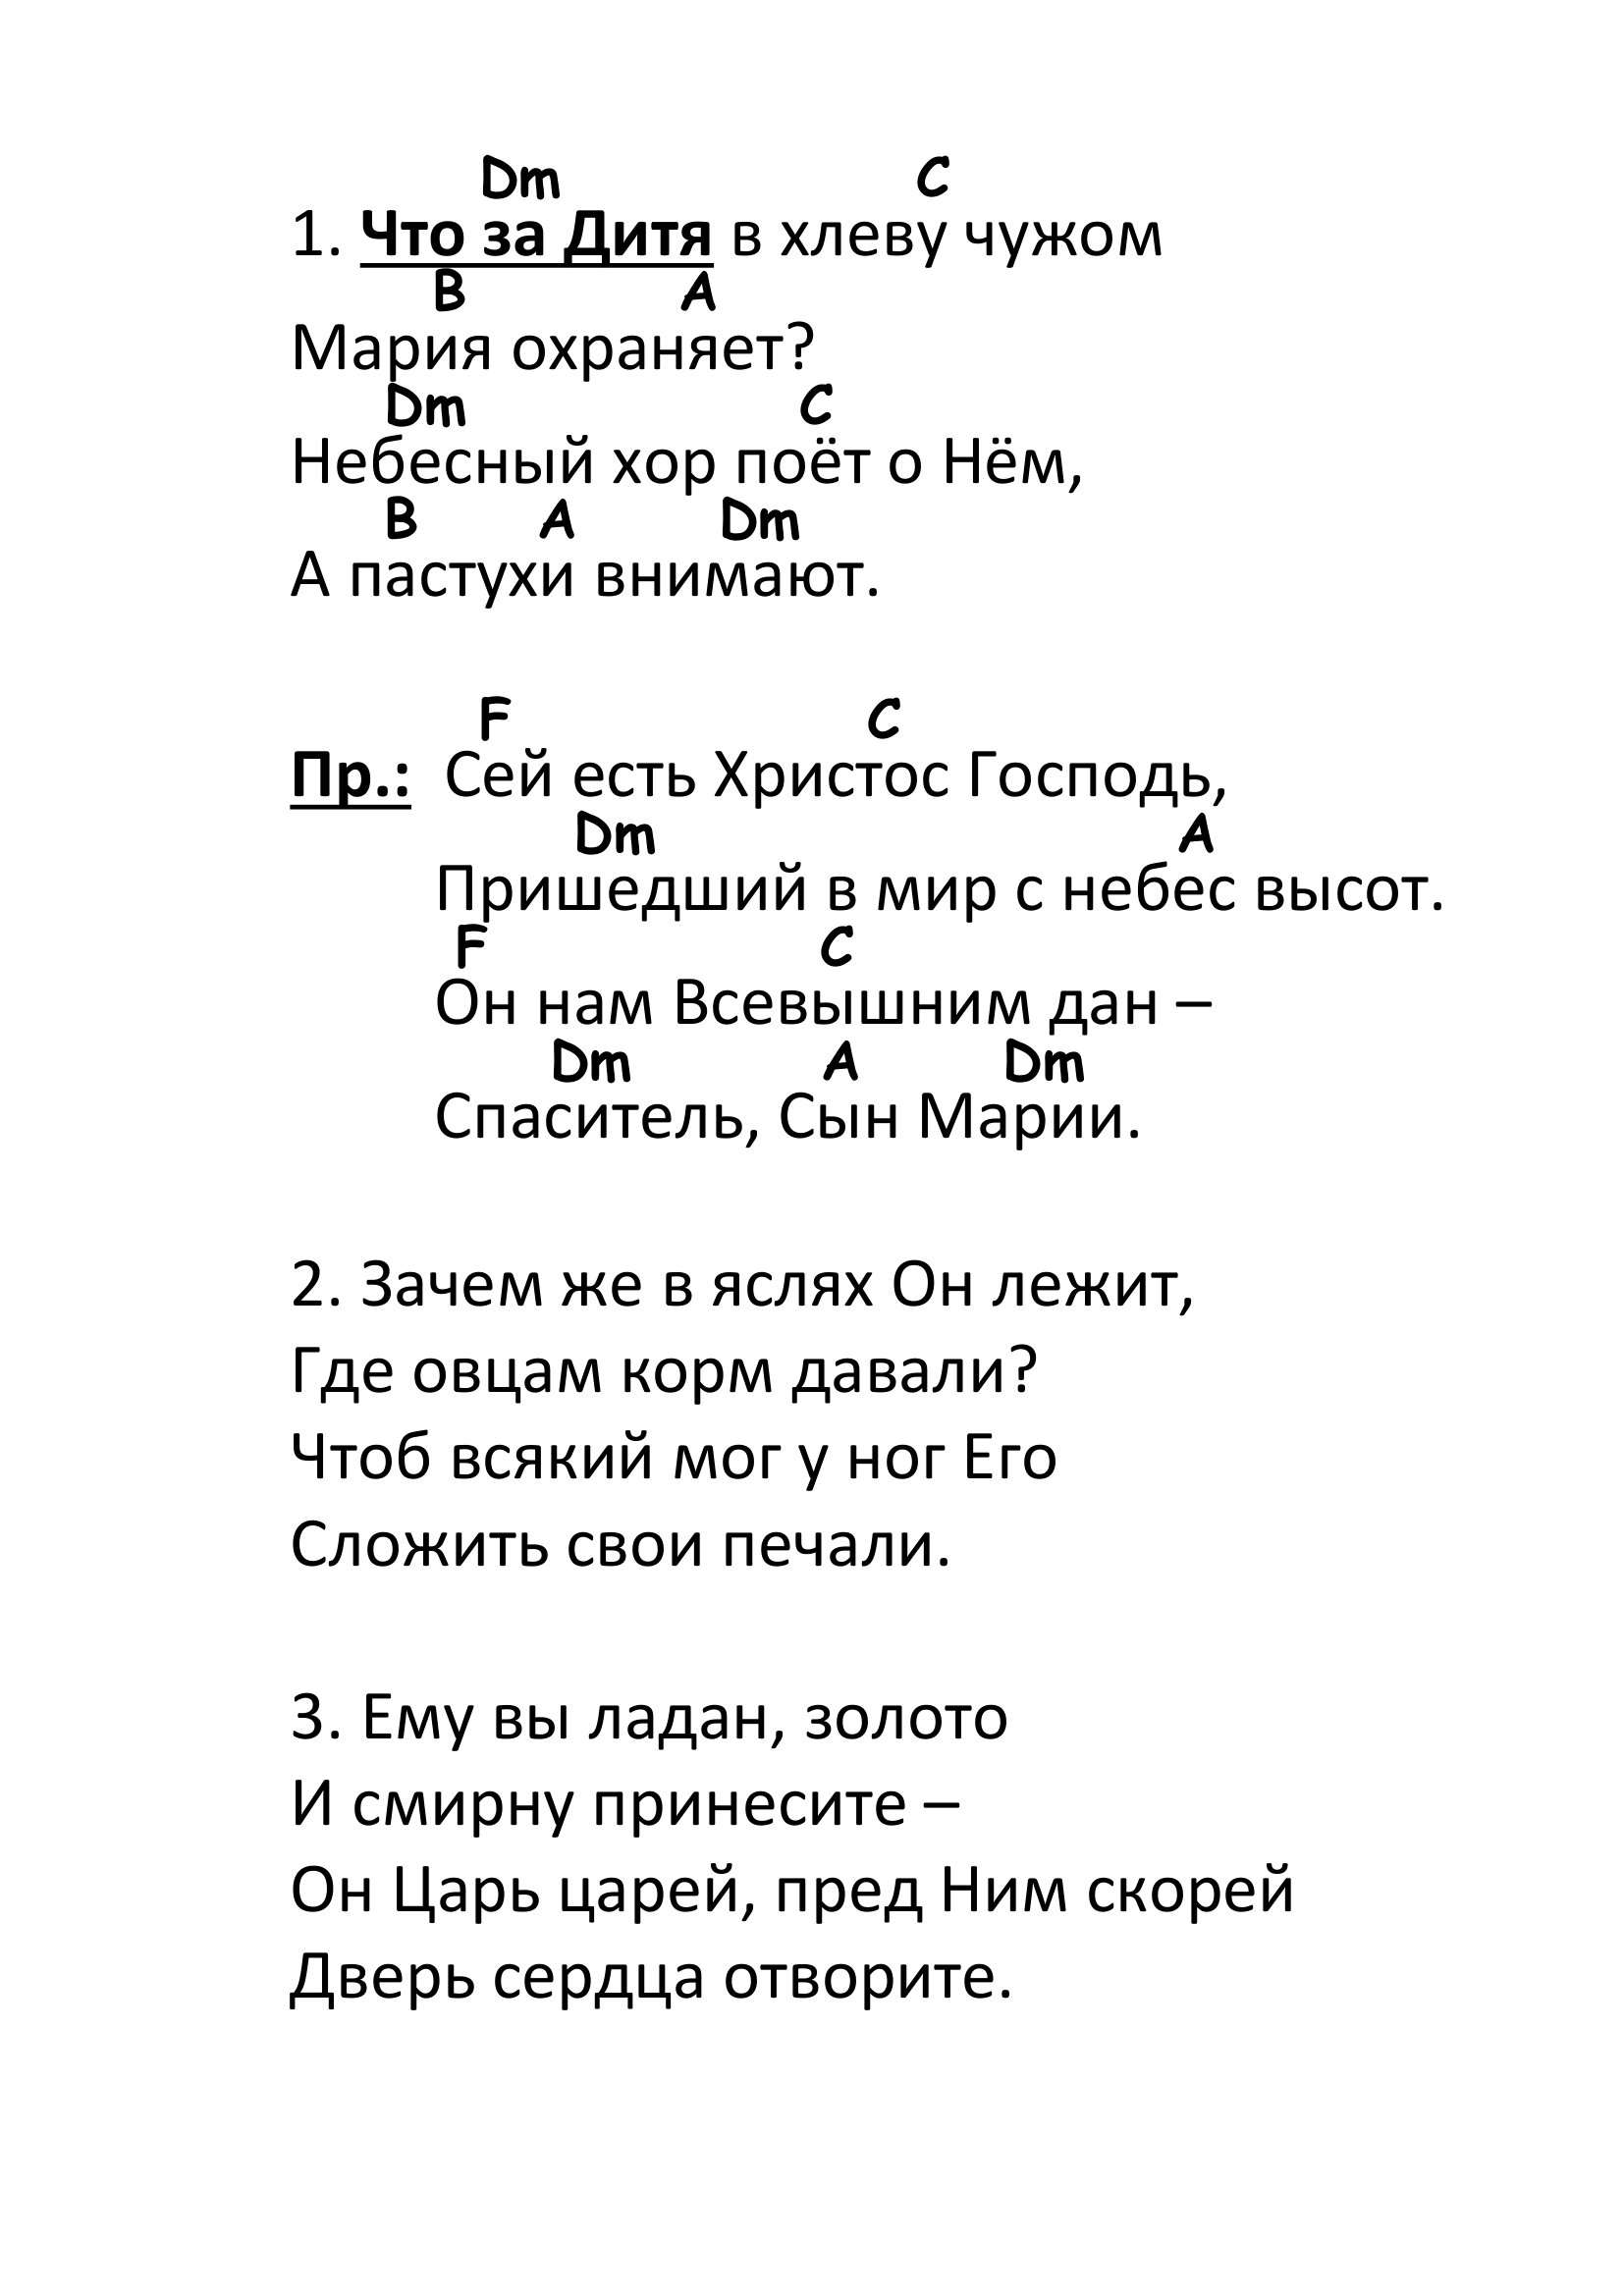 Dm C
1. Что за Дитя в хлеву чужом
B A
Мария охраняет?
Dm C
Небесный хор поёт о Нём,
B A Dm
А пастухи внимают.
F C
Пр.: Сей есть Христос Господь,
Dm A
Пришедший в мир с небес высот.
F C
Он нам Всевышним дан –
Dm A Dm
Спаситель, Сын Марии.
2. Зачем же в яслях Он лежит,
Где овцам корм давали?
Чтоб всякий мог у ног Его
Сложить свои печали.
3. Ему вы ладан, золото
И смирну принесите –
Он Царь царей, пред Ним скорей
Дверь сердца отворите.